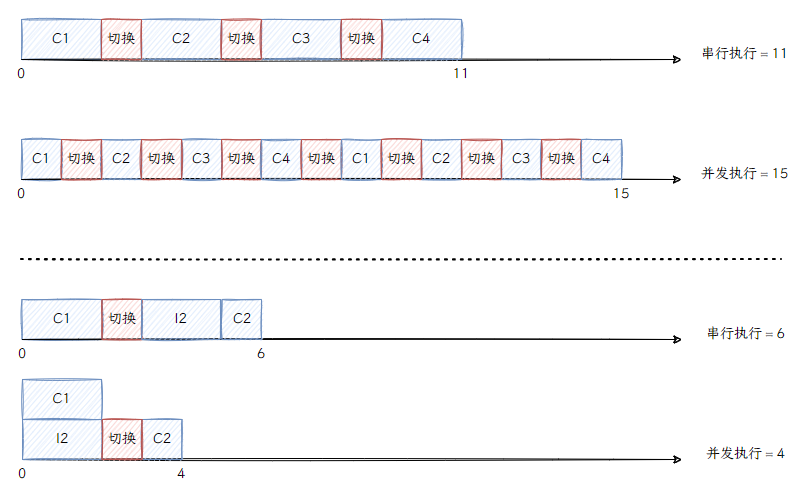 C1 切换 C2 切换 C3 切换 C4
串行执行 = 11
0 11
C1 切换 C2 切换 C3 切换 C4 切换 C1 切换 C2 切换 C3 切换 C4
并发执行 = 15
0 15
C1 切换 I2 C2
串行执行 = 6
0 6
C1
I2 切换 C2
并发执行 = 4
0 4